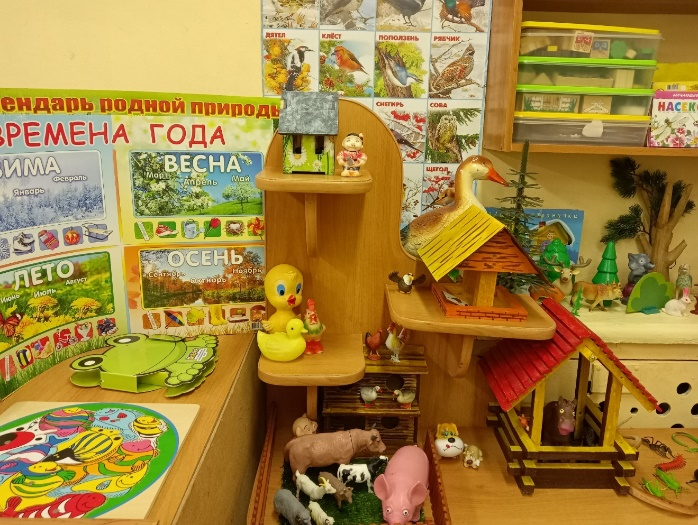 ДЯТЕЛ
КЛЁСТ
ПОПОЛЗЕНЬ
РЯБЧИК
СНЕГИРЬ
СОВА
ЩЕГОЛ
ендарь родной природы
ВРЕМЕНА ГОДА
ЗИМА
Февраль
Январь
ВЕСНА
Март
Апрель
Май
ЛЕТО
Июнь
Июль
Август
ОСЕНЬ
Сентябрь
Октябрь
Ноябрь
НАСЕК